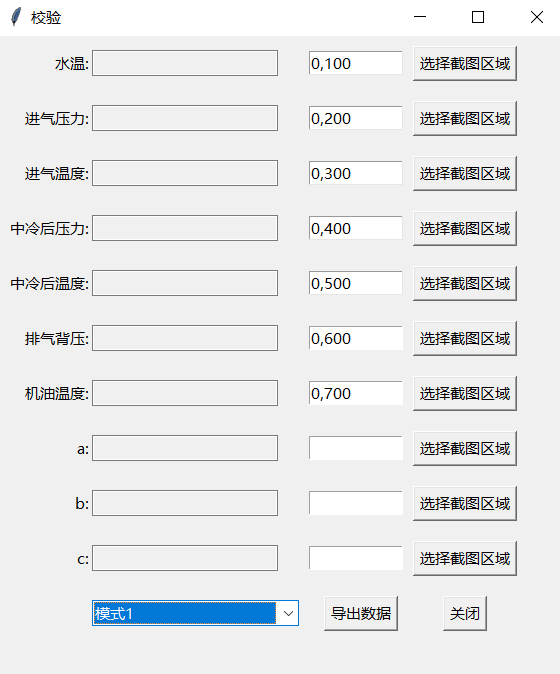 校验
水温: 0,100 选择截图区域
进气压力: 0,200 选择截图区域
进气温度: 0,300 选择截图区域
中冷后压力: 0,400 选择截图区域
中冷后温度: 0,500 选择截图区域
排气背压: 0,600 选择截图区域
机油温度: 0,700 选择截图区域
a: 选择截图区域
b: 选择截图区域
c: 选择截图区域
模式1 导出数据 关闭